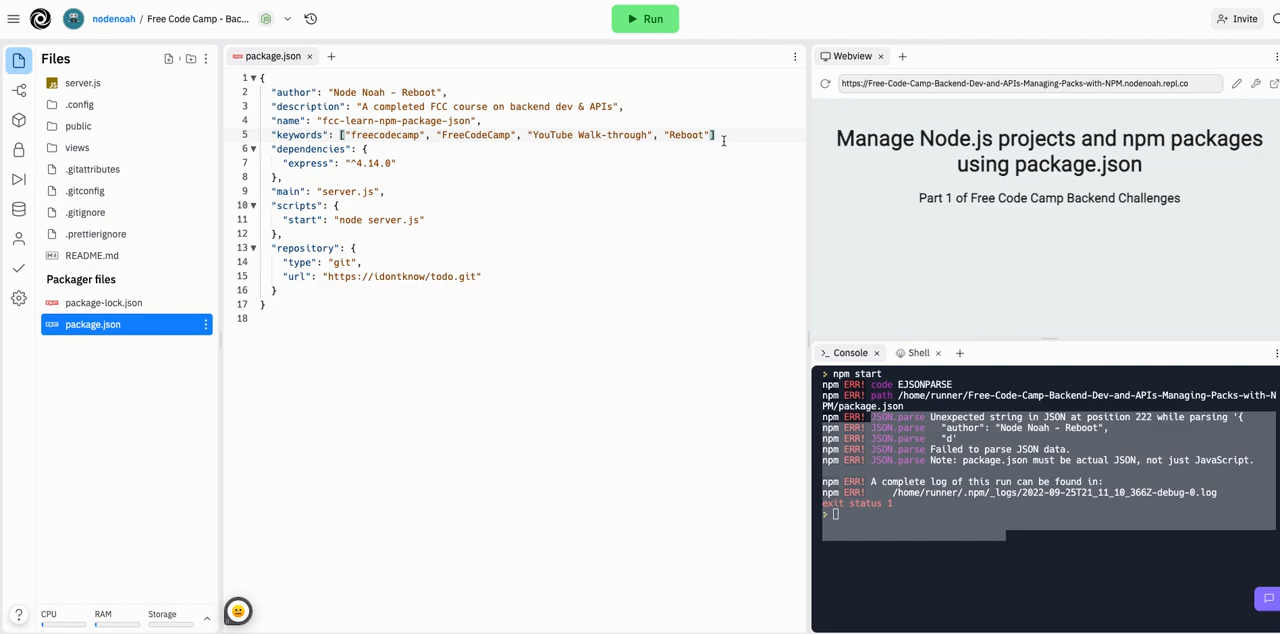 nodenoah / Free Code Camp - Bac...
Run
Invite
Files
server.js
.config
public
views
.gitattributes
.gitconfig
.gitignore
.prettierignore
README.md
Packager files
package-lock.json
package.json
CPU RAM Storage
package.json
1 {
2 "author": "Node Noah - Reboot",
3 "description": "A completed FCC course on backend dev & APIs",
4 "name": "fcc-learn-npm-package-json",
5 "keywords": ["freecodecamp", "FreeCodeCamp", "YouTube Walk-through", "Reboot"]
6 "dependencies": {
7 "express": "^4.14.0"
8 },
9 "main": "server.js",
10 "scripts": {
11 "start": "node server.js"
12 },
13 "repository": {
14 "type": "git",
15 "url": "https://idontknow/todo.git"
16 }
17 }
18
Webview
https://Free-Code-Camp-Backend-Dev-and-APIs-Managing-Packs-with-NPM.nodenoah.repl.co
Manage Node.js projects and npm packages
using package.json
Part 1 of Free Code Camp Backend Challenges
Console Shell
> npm start
npm ERR! code EJSONPARSE
npm ERR! path /home/runner/Free-Code-Camp-Backend-Dev-and-APIs-Managing-Packs-with-N
PM/package.json
npm ERR! JSON.parse Unexpected string in JSON at position 222 while parsing '{
npm ERR! JSON.parse "author": "Node Noah - Reboot",
npm ERR! JSON.parse "d'
npm ERR! JSON.parse Failed to parse JSON data.
npm ERR! JSON.parse Note: package.json must be actual JSON, not just JavaScript.
npm ERR! A complete log of this run can be found in:
npm ERR! /home/runner/.npm/_logs/2022-09-25T21_11_10_366Z-debug-0.log
exit status 1
>